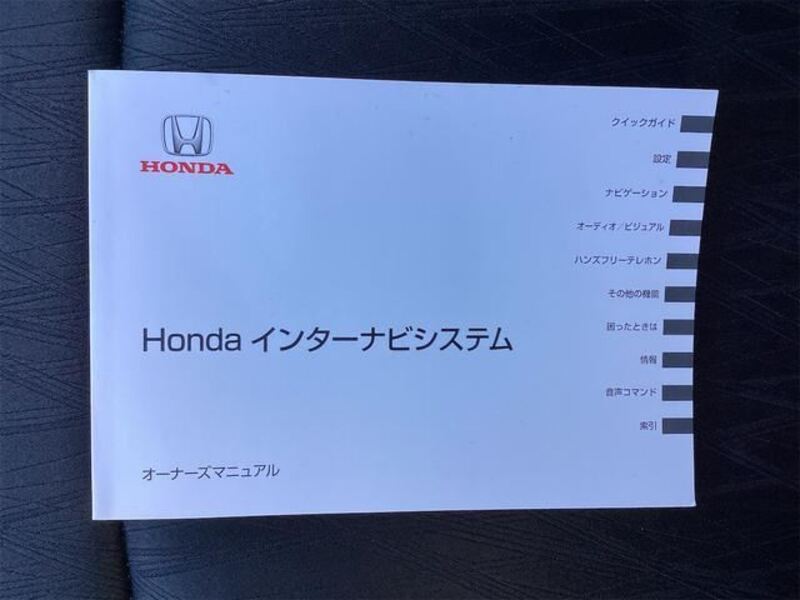 HONDA
クイックガイド
設定
ナビゲーション
オーディオ/ビジュアル
ハンズフリーテレホン
その他の機能
困ったときは
情報
音声コマンド
索引
Honda インターナビシステム
オーナーズマニュアル